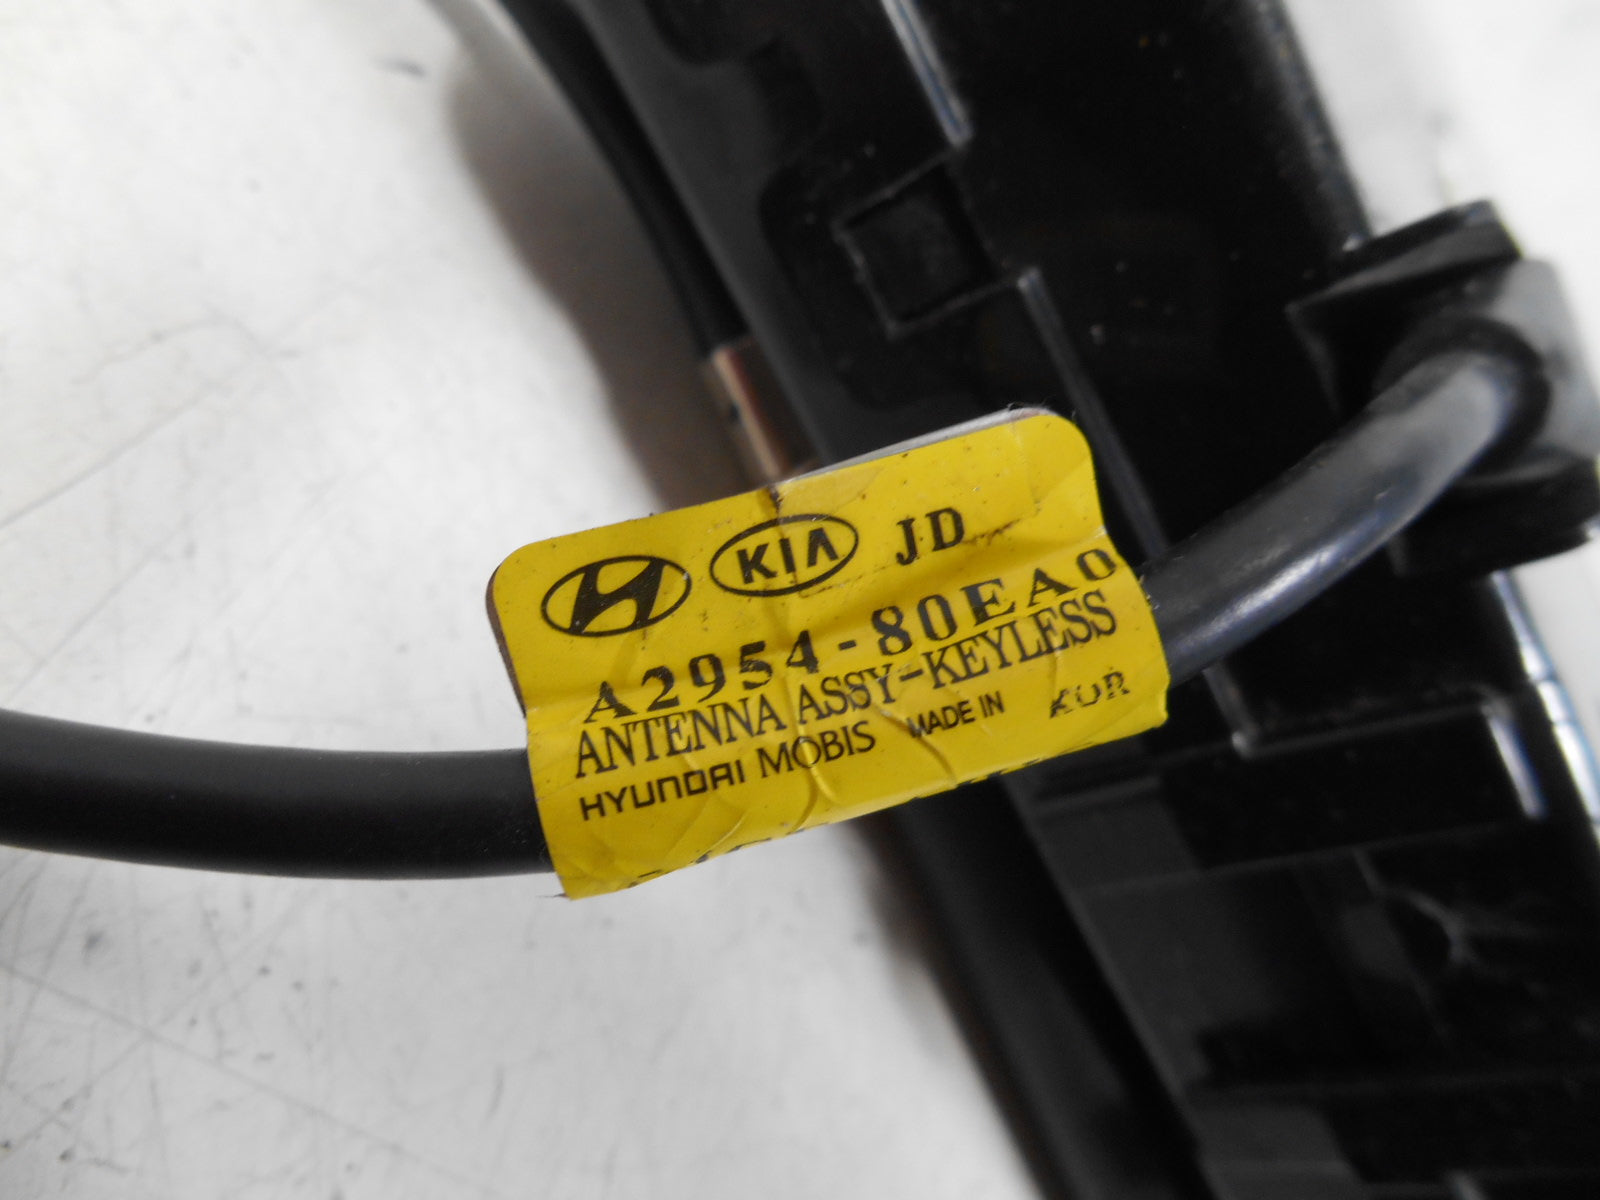 KIA JD
A2954-80EA0
ANTENNA ASSY-KEYLESS
HYUNDAI MOBIS MADE IN KOR